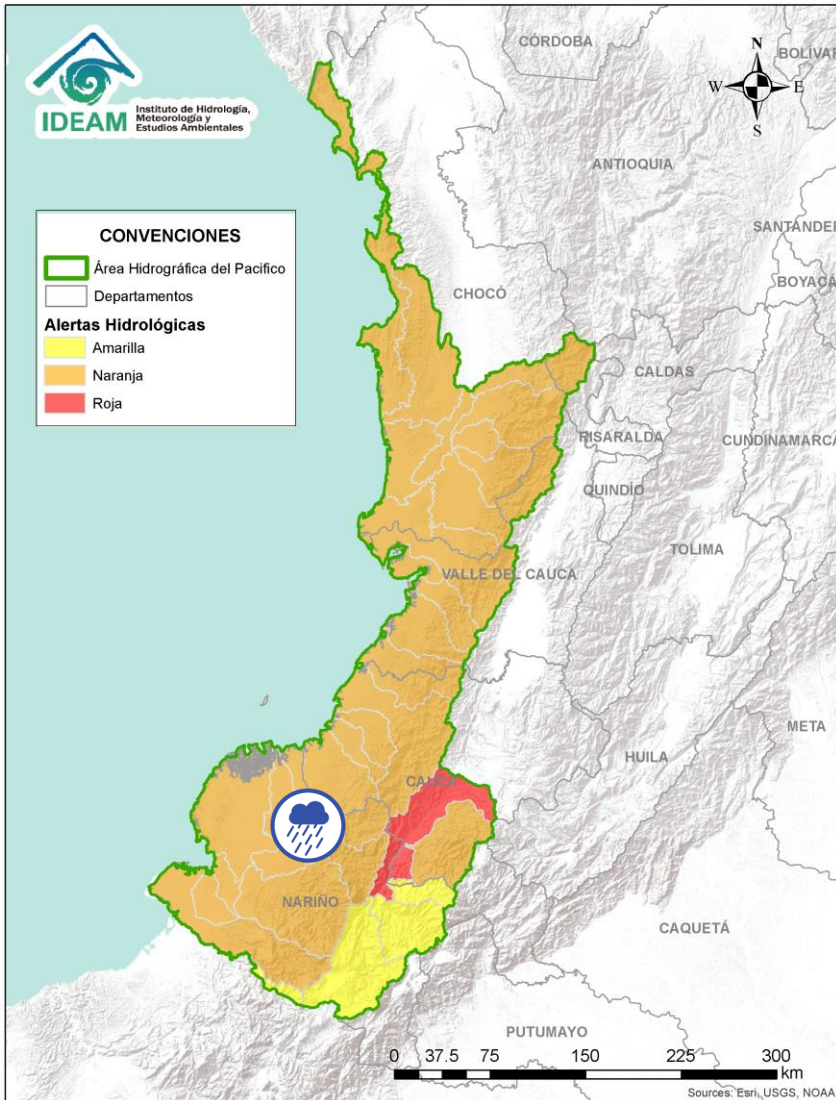 IDEAM
Instituto de Hidrología,
Meteorología y
Estudios Ambientales
CÓRDOBA
BOLÍVAR
N
W
E
S
ANTIOQUIA
SANTANDER
BOYACÁ
CONVENCIONES
Área Hidrográfica del Pacifico
Departamentos
Alertas Hidrológicas
Amarilla
Naranja
Roja
CHOCÓ
CALDAS
RISARALDA
CUNDINAMARCA
QUINDÍO
TOLIMA
VALLE DEL CAUCA
META
HUILA
CAUCA
NARIÑO
CAQUETÁ
PUTUMAYO
0 37.5 75 150 225 300
km
Sources: Esri, USGS, NOAA